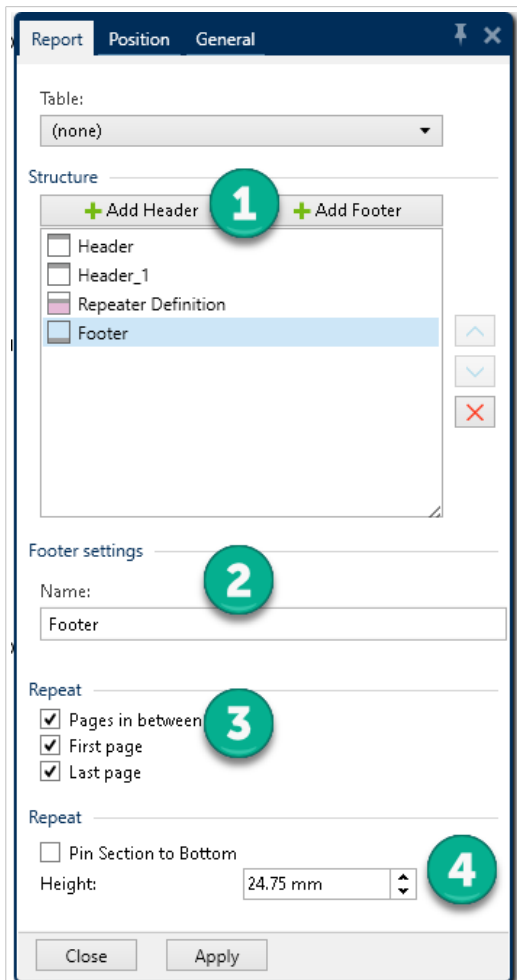 Report Position General
Table:
(none)
Structure
Add Header 1 Add Footer
Header
Header_1
Repeater Definition
Footer
Footer settings
2
Name:
Footer
Repeat
Pages in between
3
First page
Last page
Repeat
Pin Section to Bottom
4
Height: 24.75 mm
Close Apply